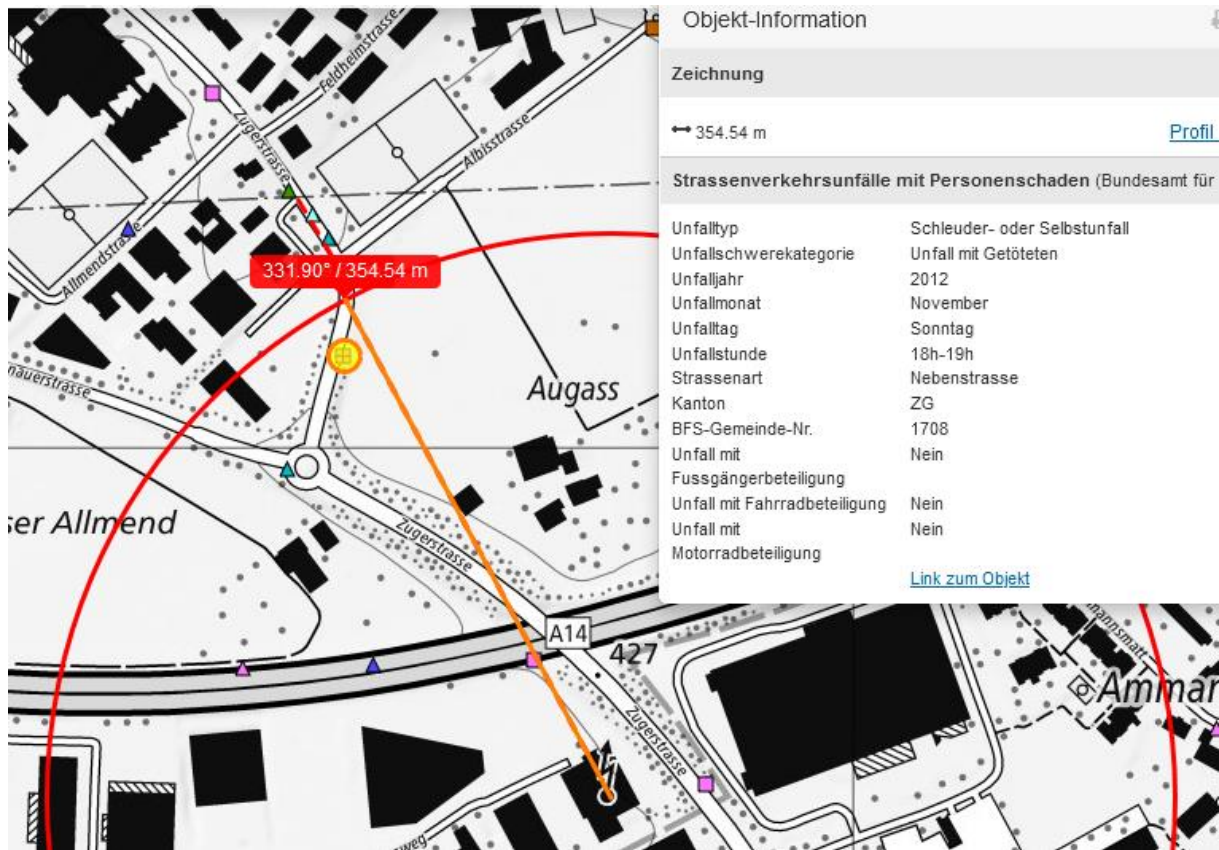 Objekt-Information
Zeichnung
354.54 m
Profil
Strassenverkehrsunfälle mit Personenschaden (Bundesamt für
Unfalltyp Schleuder- oder Selbstunfall
Unfallschwerekategorie Unfall mit Getöteten
Unfalljahr 2012
Unfallmonat November
Unfalltag Sonntag
Unfallstunde 18h-19h
Strassenart Nebenstrasse
Kanton ZG
BFS-Gemeinde-Nr. 1708
Unfall mit Nein
Fussgängerbeteiligung
Unfall mit Fahrradbeteiligung Nein
Unfall mit Nein
Motorradbeteiligung
Link zum Objekt
Feldheimstrasse
Zugerstrasse
Albisstrasse
Allmendstrasse
331.90° / 354.54 m
nauerstrasse
Augass
ser Allmend
Zugerstrasse
A14
427
Zugerstrasse
mannsmatt
Ammar
weg